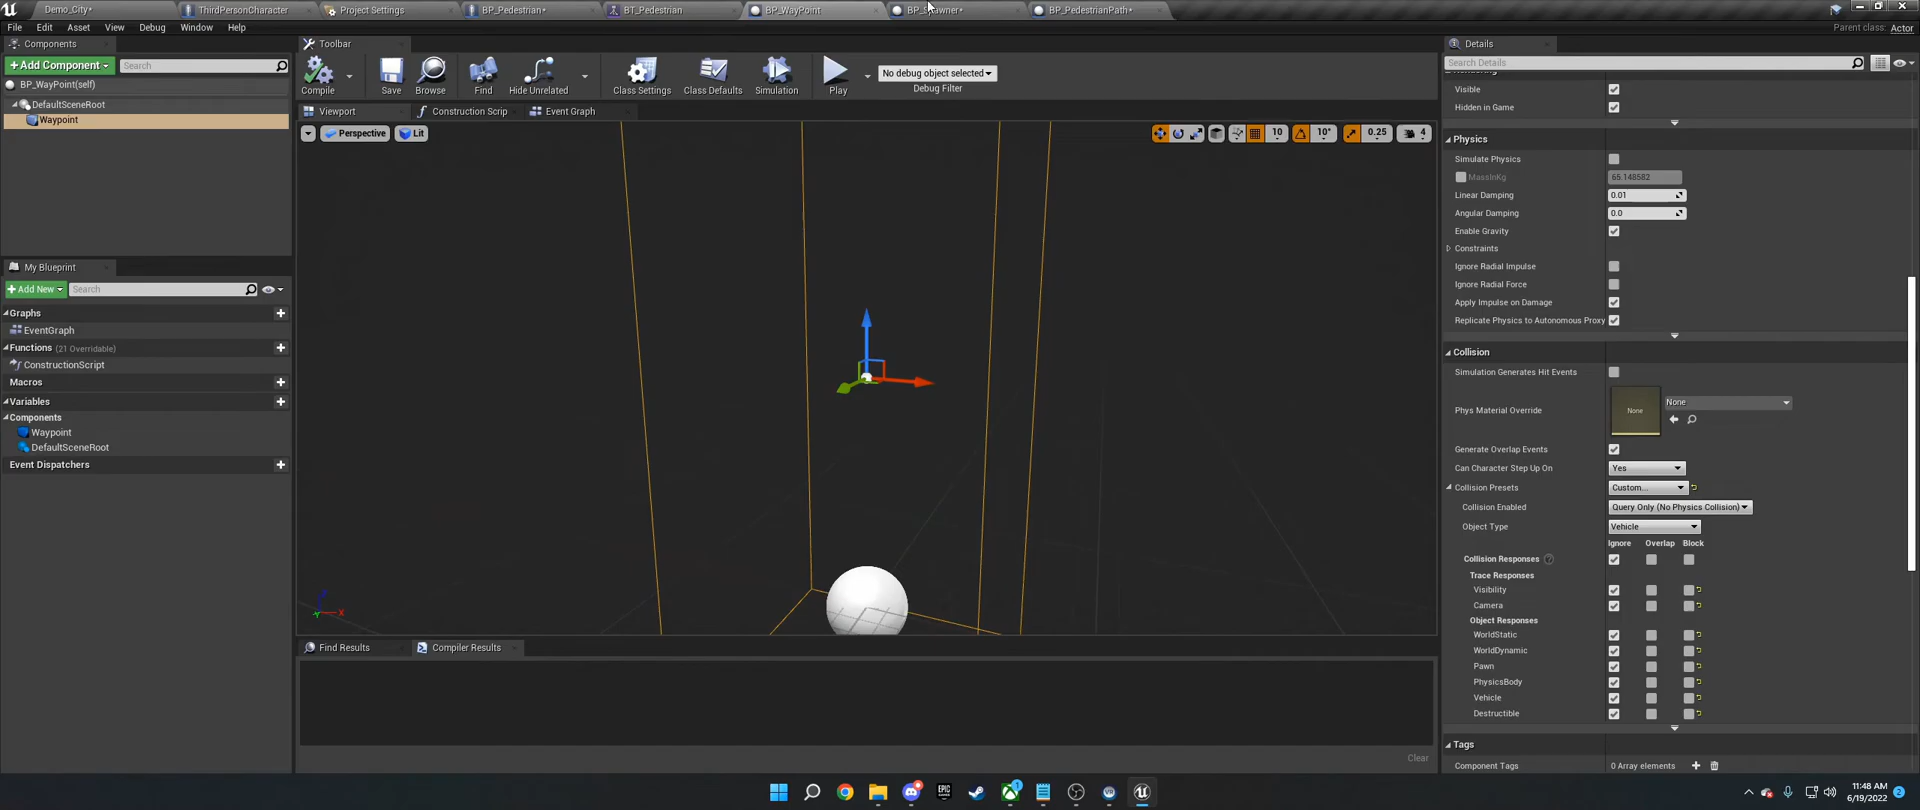 Demo_City•
ThirdPersonCharacter
Project Settings
BP_Pedestrian•
BT_Pedestrian
BP_WayPoint
BP_PedestrianPath•
File Edit Asset View Debug Window Help
Parent class: Actor
Components
+Add Component
Search
BP_WayPoint(self)
DefaultSceneRoot
Waypoint
Toolbar
Compile
Save
Browse
Find
Hide Unrelated
Class Settings
Class Defaults
Simulation
Play
No debug object selected
Debug Filter
Viewport
Construction Scrip
Event Graph
Perspective
Lit
10
10°
0.25
4
My Blueprint
+Add New
Search
Graphs
EventGraph
Functions (21 Overridable)
ConstructionScript
Macros
Variables
Components
Waypoint
DefaultSceneRoot
Event Dispatchers
X
Find Results
Compiler Results
Clear
Details
Search Details
Visible
Hidden in Game
Physics
Simulate Physics
MassInKg
65.148582
Linear Damping
0.01
Angular Damping
0.0
Enable Gravity
Constraints
Ignore Radial Impulse
Ignore Radial Force
Apply Impulse on Damage
Replicate Physics to Autonomous Proxy
Collision
Simulation Generates Hit Events
Phys Material Override
None
None
Generate Overlap Events
Can Character Step Up On
Yes
Collision Presets
Custom...
Collision Enabled
Query Only (No Physics Collision)
Object Type
Vehicle
Ignore Overlap Block
Collision Responses
Trace Responses
Visibility
Camera
Object Responses
WorldStatic
WorldDynamic
Pawn
PhysicsBody
Vehicle
Destructible
Tags
Component Tags
0 Array elements
EPIC
11:48 AM
6/19/2022